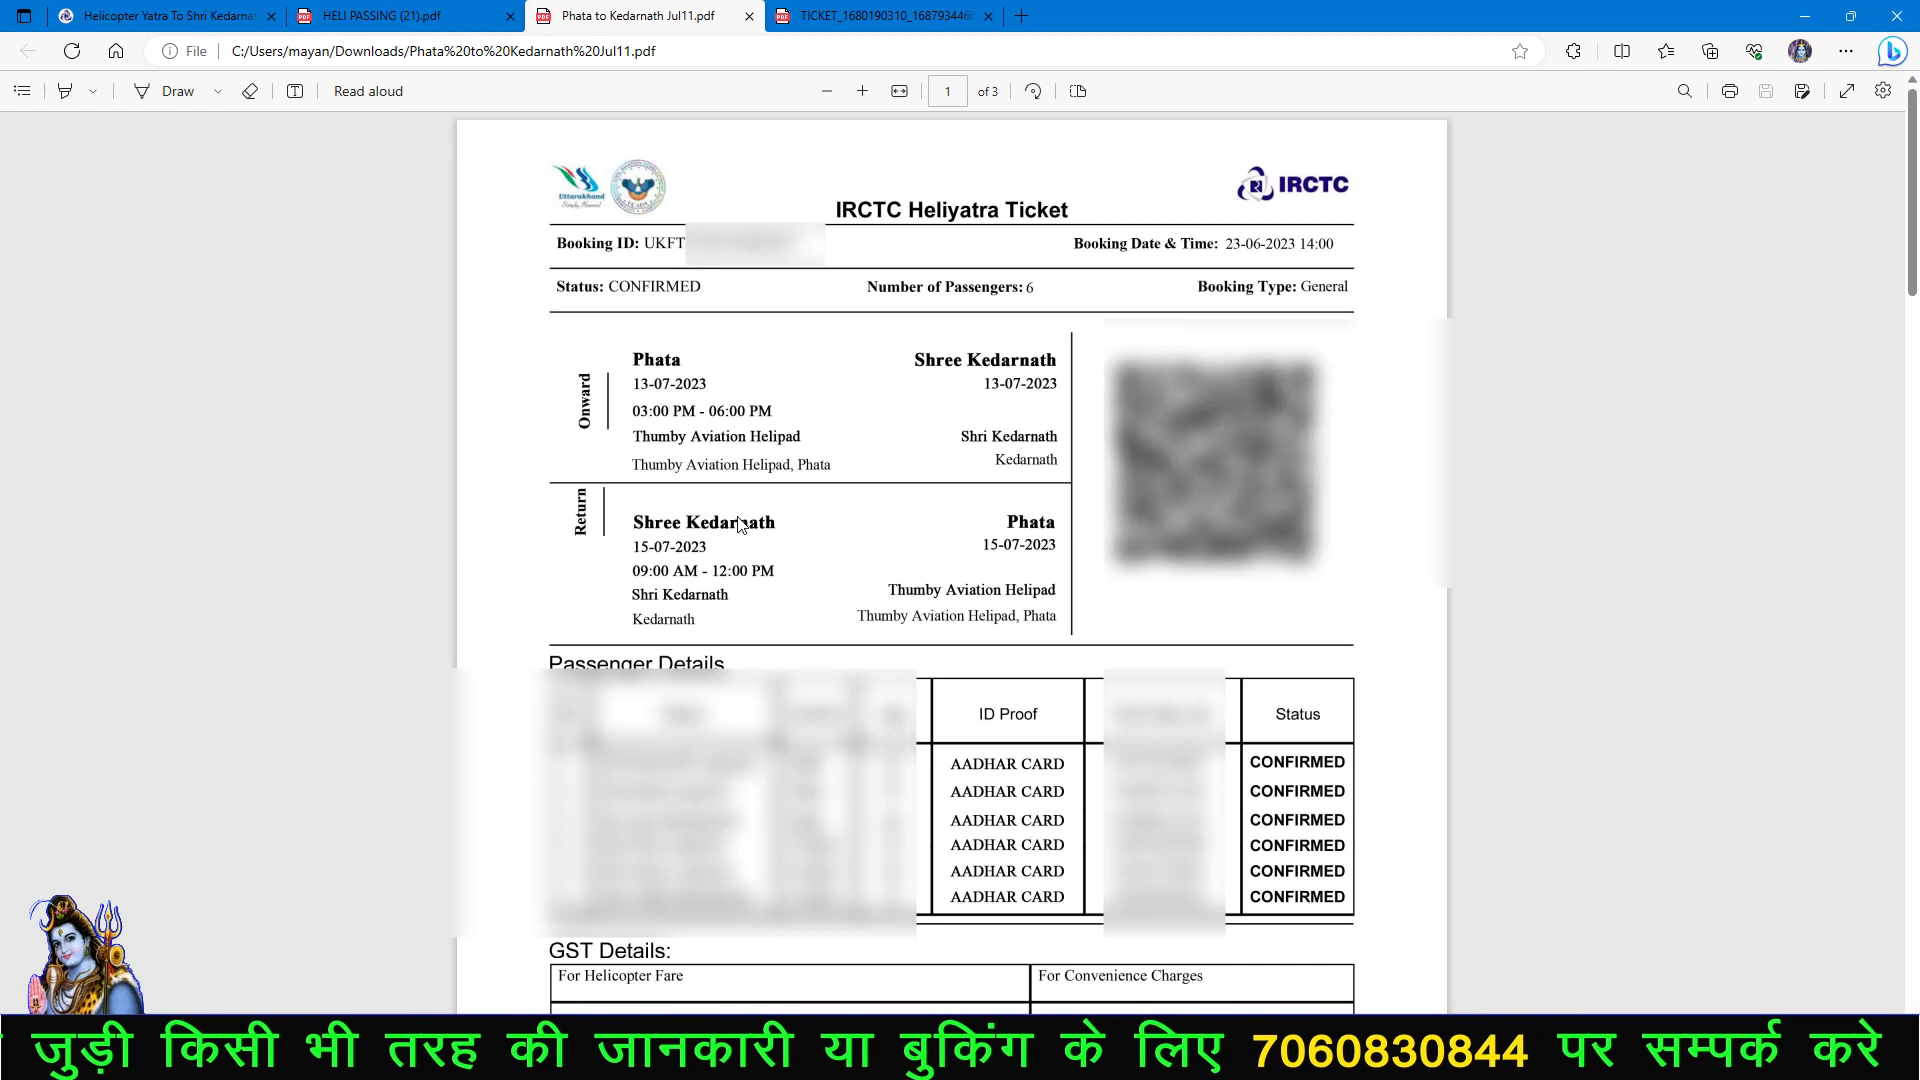 Helicopter Yatra To Shri Kedarnat
HELI PASSING (21).pdf
Phata to Kedarnath Jul11.pdf
TICKET_1680190310_168793446
File
C:/Users/mayan/Downloads/Phata%20to%20Kedarnath%20Jul11.pdf
Draw
Read aloud
1 of 3
Uttarakhand
IRCTC
IRCTC Heliyatra Ticket
Booking ID: UKFT
Booking Date & Time: 23-06-2023 14:00
Status: CONFIRMED
Number of Passengers: 6
Booking Type: General
Onward
Phata
Shree Kedarnath
13-07-2023
13-07-2023
03:00 PM - 06:00 PM
Thumby Aviation Helipad
Shri Kedarnath
Thumby Aviation Helipad, Phata
Kedarnath
Return
Shree Kedarnath
Phata
15-07-2023
15-07-2023
09:00 AM - 12:00 PM
Shri Kedarnath
Thumby Aviation Helipad
Kedarnath
Thumby Aviation Helipad, Phata
Passenger Details
ID Proof
Status
AADHAR CARD
CONFIRMED
AADHAR CARD
CONFIRMED
AADHAR CARD
CONFIRMED
AADHAR CARD
CONFIRMED
AADHAR CARD
CONFIRMED
AADHAR CARD
CONFIRMED
GST Details:
For Helicopter Fare
For Convenience Charges
जुड़ी किसी भी तरह की जानकारी या बुकिंग के लिए 7060830844 पर सम्पर्क करे